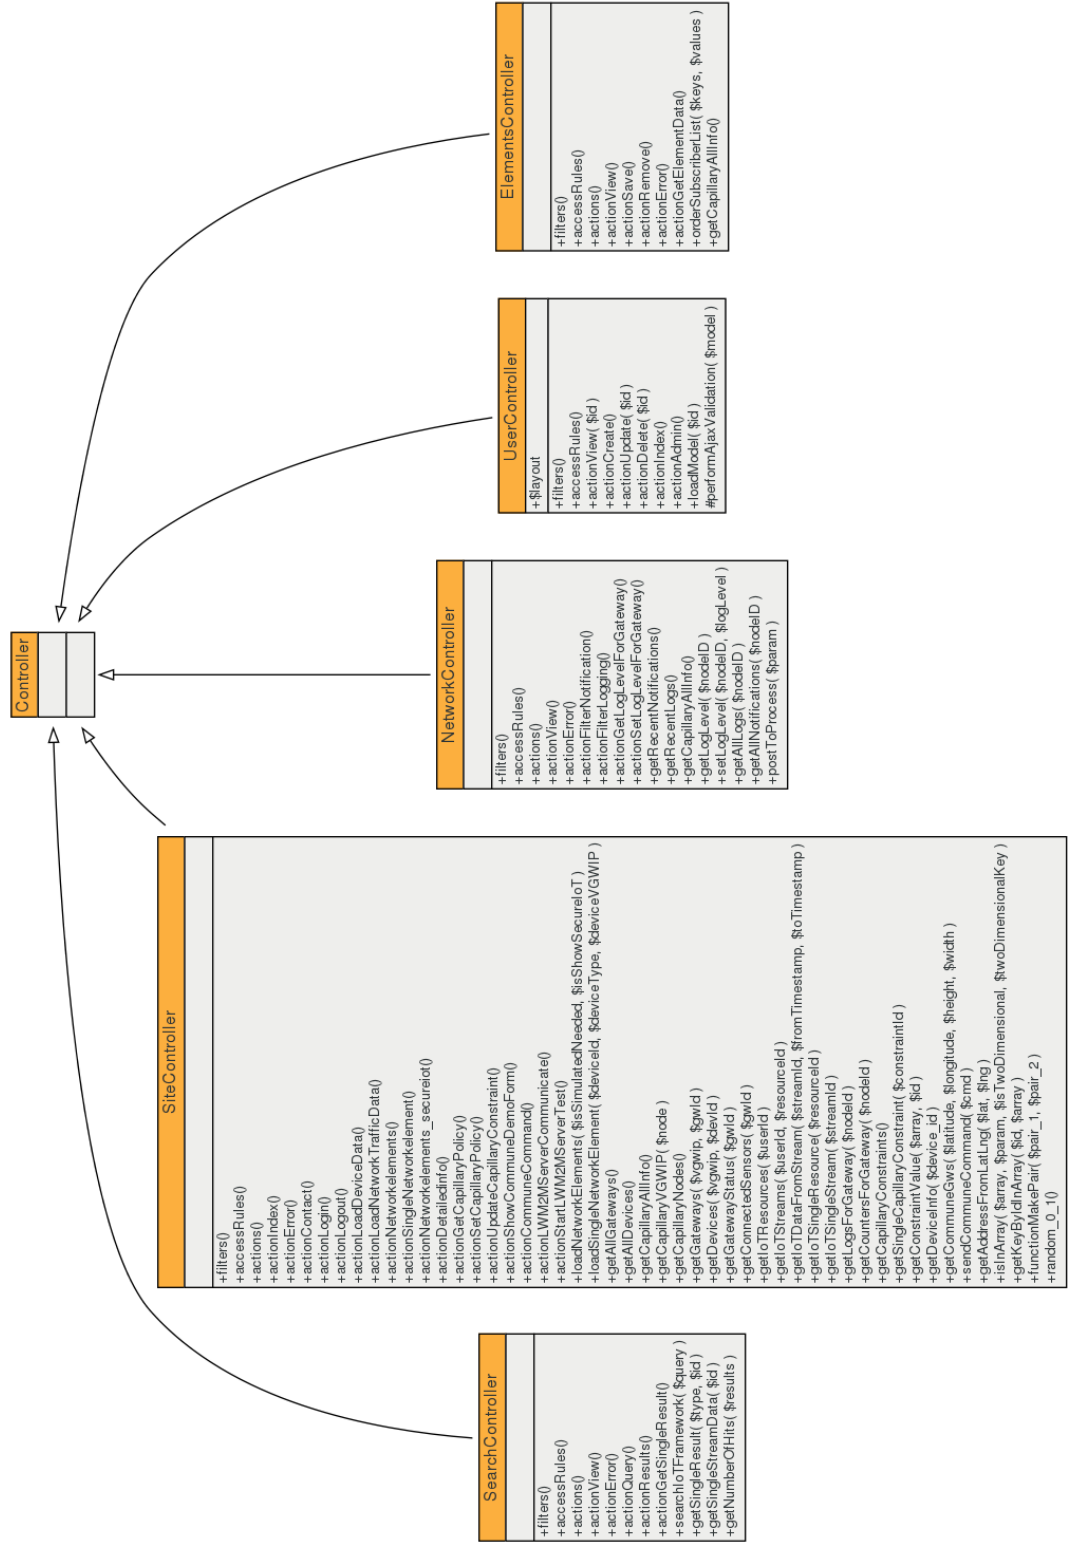 Controller
SearchController
+filters()
+accessRules()
+actions()
+actionView()
+actionError()
+actionQuery()
+actionResults()
+actionGetSingleResult()
+searchIoTFramework( $query )
+getSingleResult( $type, $id )
+getSingleStreamData( $id )
+getNumberOfHits( $results )
SiteController
+filters()
+accessRules()
+actions()
+actionIndex()
+actionError()
+actionContact()
+actionLogin()
+actionLogout()
+actionLoadDeviceData()
+actionLoadNetworkTrafficData()
+actionNetworkelements()
+actionSingleNetworkelement()
+actionNetworkelements_secureiot()
+actionDetailedinfo()
+actionGetCapillaryPolicy()
+actionSetCapillaryPolicy()
+actionUpdateCapillaryConstraint()
+actionShowCommuneDemoForm()
+actionCommuneCommand()
+actionLWM2MServerCommunicate()
+actionStartLWM2MServerTest()
+loadNetworkElements( $isSimulatedNeeded, $isShowSecureIoT )
+loadSingleNetworkElement( $deviceId, $deviceType, $deviceVGWIP )
+getAllGateways()
+getAllDevices()
+getCapillaryAllInfo()
+getCapillaryVGWIP( $node )
+getCapillaryNodes()
+getGateways( $vgwip, $gwId )
+getDevices( $vgwip, $devId )
+getGatewayStatus( $gwId )
+getConnectedSensors( $gwId )
+getIoTResources( $userId )
+getIoTStreams( $userId, $resourceId )
+getIoTDataFromStream( $streamId, $fromTimestamp, $toTimestamp )
+getIoTSingleResource( $resourceId )
+getIoTSingleStream( $streamId )
+getLogsForGateway( $nodeId )
+getCountersForGateway( $nodeId )
+getCapillaryConstraints()
+getSingleCapillaryConstraint( $constraintId )
+getConstraintValue( $array, $id )
+getDeviceInfo( $device_id )
+getCommuneGws( $latitude, $longitude, $height, $width )
+sendCommuneCommand( $cmd )
+getAddressFromLatLng( $lat, $lng )
+isInArray( $array, $param, $isTwoDimensional, $twoDimensionalKey )
+getKeyByIdInArray( $id, $array )
+functionMakePair( $pair_1, $pair_2 )
+random_0_1()
NetworkController
+filters()
+accessRules()
+actions()
+actionView()
+actionError()
+actionFilterNotification()
+actionFilterLogging()
+actionGetLogLevelForGateway()
+actionSetLogLevelForGateway()
+getRecentNotifications()
+getRecentLogs()
+getCapillaryAllInfo()
+getLogLevel( $nodeID )
+setLogLevel( $nodeID, $logLevel )
+getAllLogs( $nodeID )
+getAllNotifications( $nodeID )
+postToProcess( $param )
UserController
+$layout
+filters()
+accessRules()
+actionView( $id )
+actionCreate()
+actionUpdate( $id )
+actionDelete( $id )
+actionIndex()
+actionAdmin()
+loadModel( $id )
#performAjaxValidation( $model )
ElementsController
+filters()
+accessRules()
+actions()
+actionView()
+actionSave()
+actionRemove()
+actionError()
+actionGetElementData()
+orderSubscriberList( $keys, $values )
+getCapillaryAllInfo()